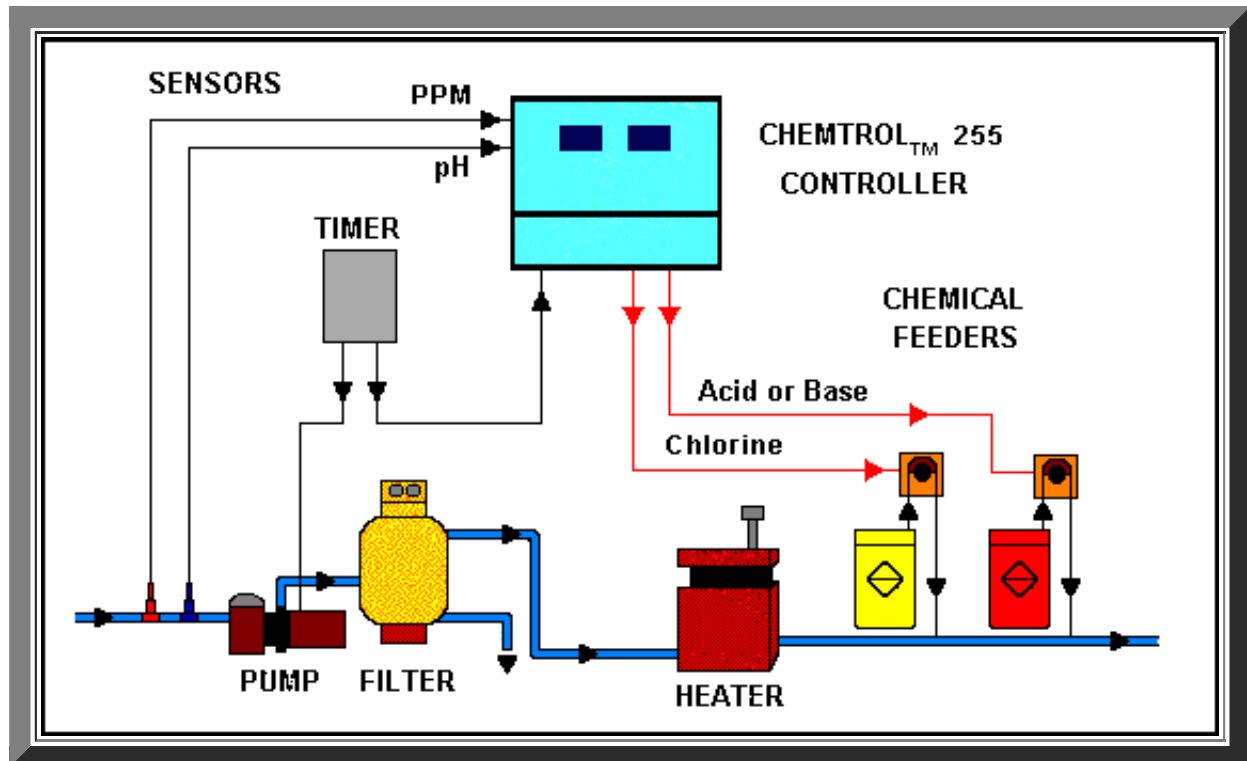 SENSORS
PPM
pH
CHEMTROL™ 255
CONTROLLER
TIMER
CHEMICAL
FEEDERS
Acid or Base
Chlorine
PUMP
FILTER
HEATER